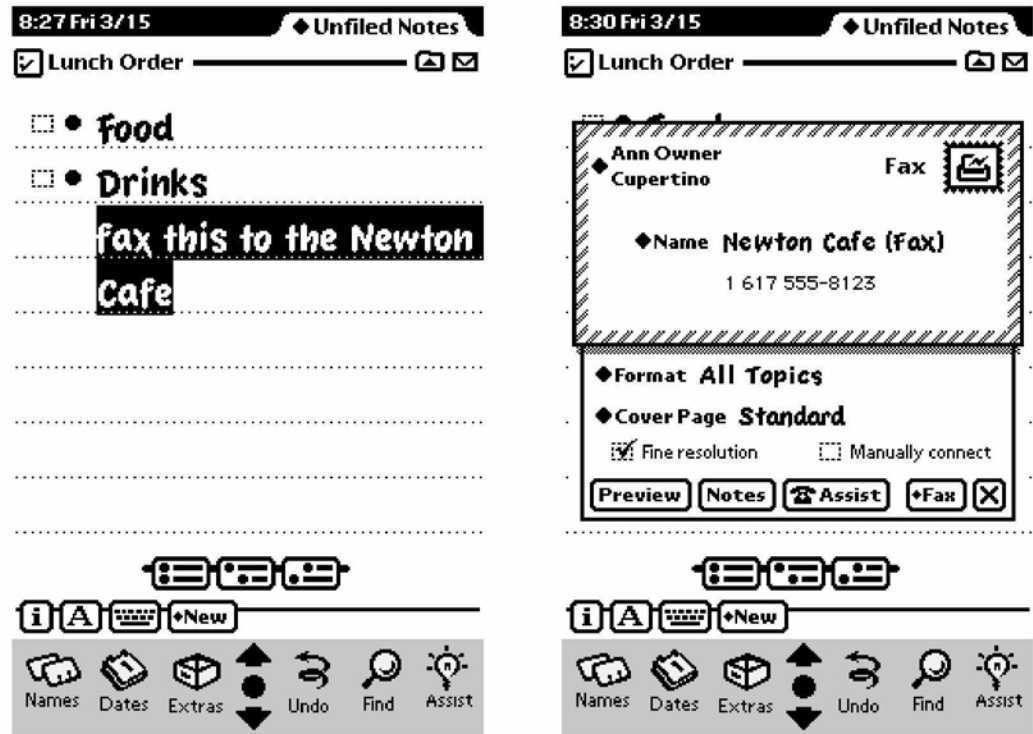 8:27 Fri 3/15
Unfiled Notes
Lunch Order
Food
Drinks
fax this to the Newton
Cafe
i A New
Names Dates Extras Undo Find Assist
8:30 Fri 3/15
Unfiled Notes
Lunch Order
Ann Owner
Cupertino
Fax
Name Newton Cafe (Fax)
1 617 555-8123
Format All Topics
Cover Page Standard
Fine resolution Manually connect
Preview Notes Assist Fax
i A New
Names Dates Extras Undo Find Assist